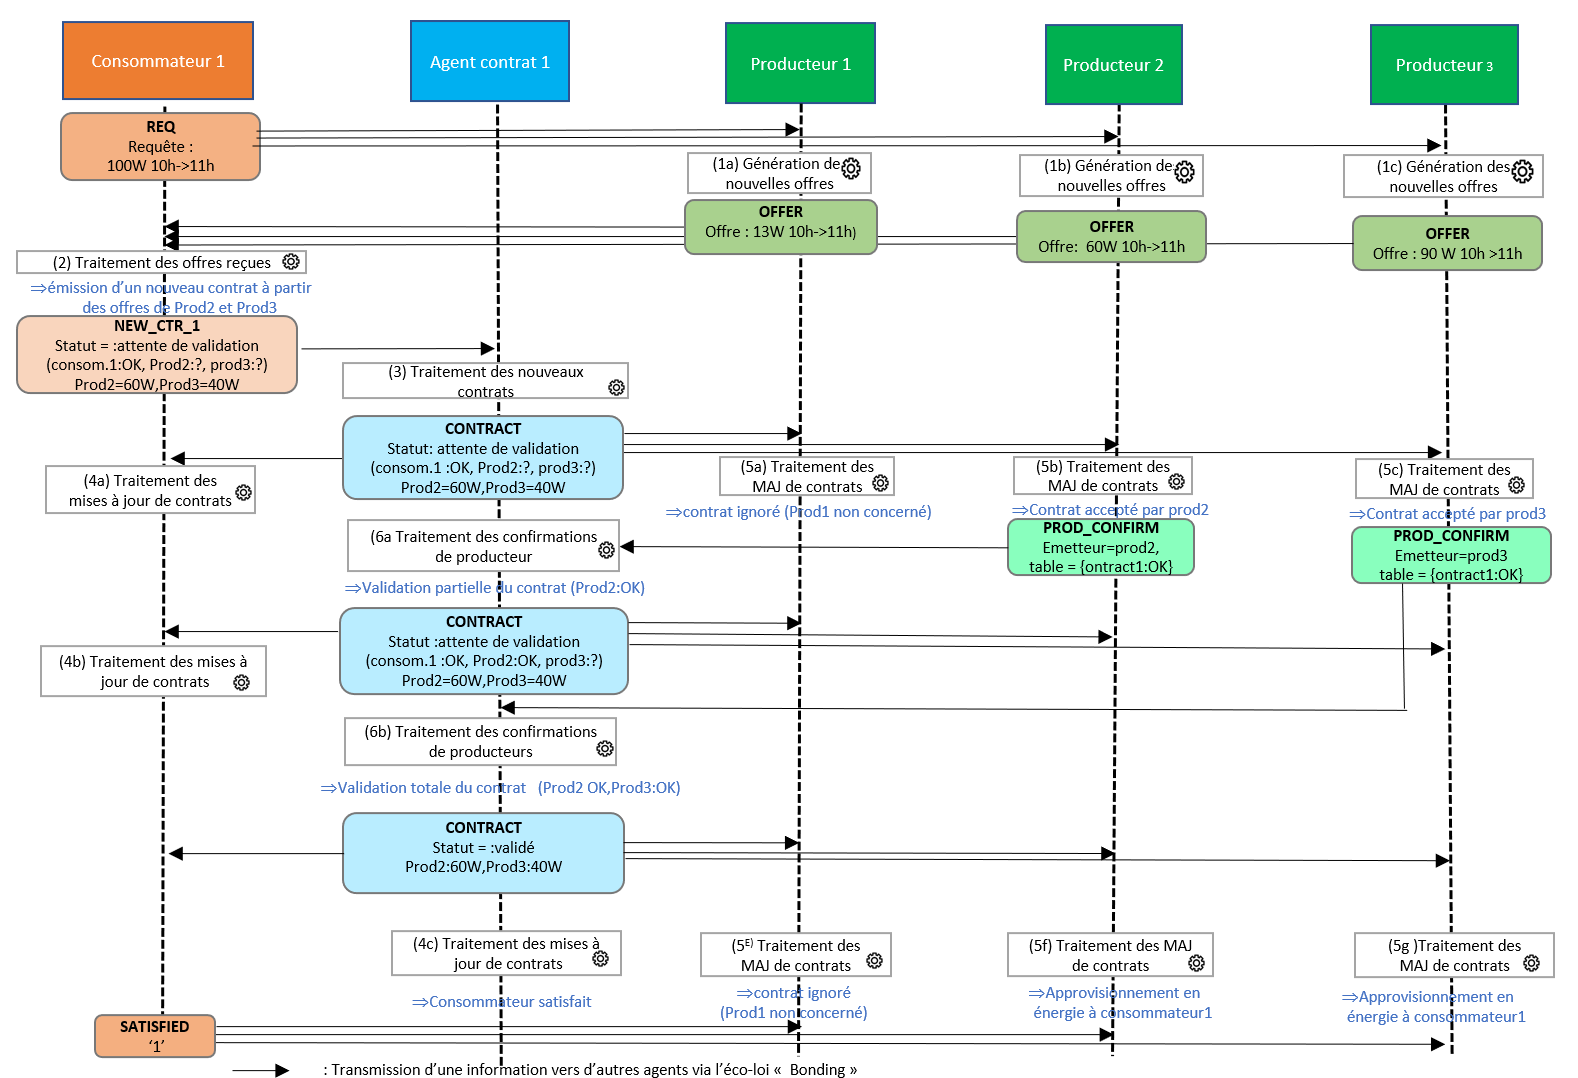 Consommateur 1
Agent contrat 1
Producteur 1
Producteur 2
Producteur 3
REQ
Requête :
100W 10h->11h
(1a) Génération de
nouvelles offres
(1b) Génération de
nouvelles offres
(1c) Génération des
nouvelles offres
OFFER
Offre : 13W 10h->11h)
OFFER
Offre: 60W 10h->11h
OFFER
Offre : 90 W 10h >11h
(2) Traitement des offres reçues
⇒émission d'un nouveau contrat à partir
des offres de Prod2 et Prod3
NEW_CTR_1
Statut = :attente de validation
(consom.1:OK, Prod2:?, prod3:?)
Prod2=60W,Prod3=40W
(3) Traitement des nouveaux
contrats
CONTRACT
Statut: attente de validation
(consom.1 :OK, Prod2:?, prod3:?)
Prod2=60W,Prod3=40W
(4a) Traitement des
mises à jour de contrats
(5a) Traitement des
MAJ de contrats
⇒contrat ignoré (Prod1 non concerné)
(5b) Traitement des
MAJ de contrats
⇒Contrat accepté par prod2
(5c) Traitement des
MAJ de contrats
⇒Contrat accepté par prod3
PROD_CONFIRM
Emetteur=prod2,
table = {ontract1:OK}
PROD_CONFIRM
Emetteur=prod3
table = {ontract1:OK}
(6a Traitement des confirmations
de producteur
⇒Validation partielle du contrat (Prod2:OK)
CONTRACT
Statut :attente de validation
(consom.1 :OK, Prod2:OK, prod3:?)
Prod2=60W,Prod3=40W
(4b) Traitement des mises à
jour de contrats
(6b) Traitement des confirmations
de producteurs
⇒Validation totale du contrat (Prod2 OK,Prod3:OK)
CONTRACT
Statut = :validé
Prod2:60W,Prod3:40W
(4c) Traitement des mises à
jour de contrats
⇒Consommateur satisfait
(5E) Traitement des
MAJ de contrats
⇒contrat ignoré
(Prod1 non concerné)
(5f) Traitement des MAJ
de contrats
⇒Approvisionnement en
énergie à consommateur1
(5g )Traitement des
MAJ de contrats
⇒Approvisionnement en
énergie à consommateur1
SATISFIED
‘1’
: Transmission d'une information vers d'autres agents via l'éco-loi « Bonding »